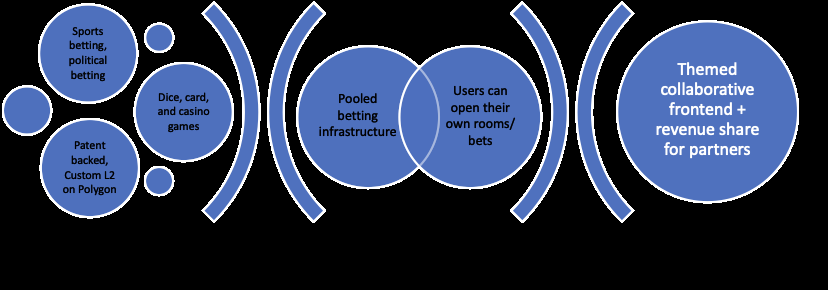 Sports
betting,
political
betting
Dice, card,
and casino
games
Patent
backed,
Custom L2
on Polygon
Pooled
betting
infrastructure
Users can
open their
own rooms/
bets
Themed
collaborative
frontend +
revenue share
for partners